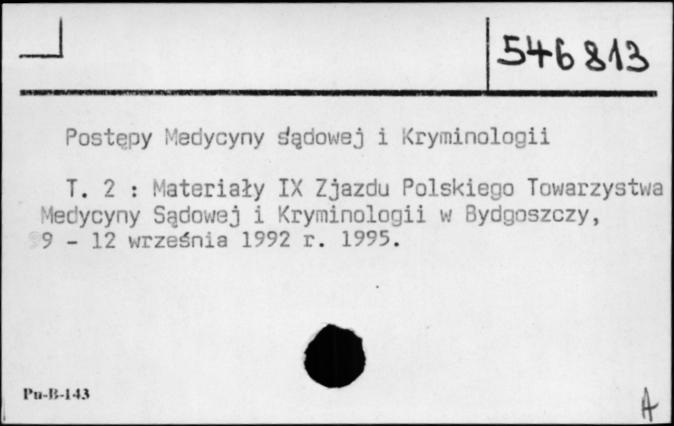 546813
Postępy Medycyny sądowej i Kryminologii
T. 2 : Materiały IX Zjazdu Polskiego Towarzystwa
Medycyny Sądowej i Kryminologii w Bydgoszczy,
9 - 12 września 1992 r. 1995.
Pu-B-143
A